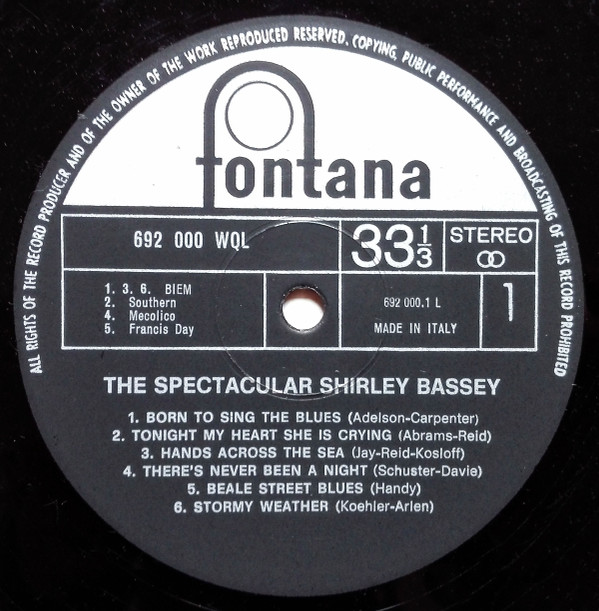 ALL RIGHTS OF THE RECORD PRODUCER AND OF THE OWNER OF THE WORK REPRODUCED RESERVED. COPYING, PUBLIC PERFORMANCE AND BROADCASTING OF THIS RECORD PROHIBITED
fontana
692 000 WQL
33 1/3
STEREO
1. 3. 6. BIEM
2. Southern
4. Mecolico
5. Francis Day
692 000.1 L
MADE IN ITALY
1
THE SPECTACULAR SHIRLEY BASSEY
1. BORN TO SING THE BLUES (Adelson-Carpenter)
2. TONIGHT MY HEART SHE IS CRYING (Abrams-Reid)
3. HANDS ACROSS THE SEA (Jay-Reid-Kosloff)
4. THERE'S NEVER BEEN A NIGHT (Schuster-Davie)
5. BEALE STREET BLUES (Handy)
6. STORMY WEATHER (Koehler-Arlen)